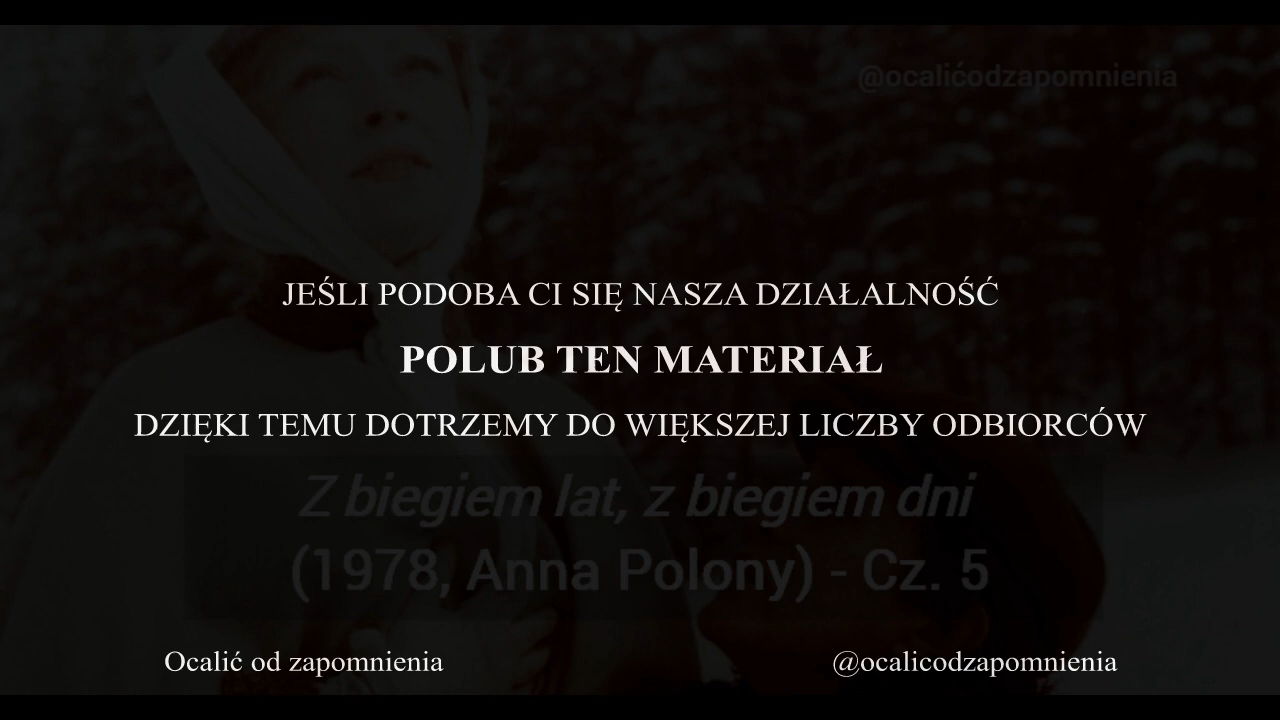 @ocalićodzapomnienia
JEŚLI PODOBA CI SIĘ NASZA DZIAŁALNOŚĆ
POLUB TEN MATERIAŁ
DZIĘKI TEMU DOTRZEMY DO WIĘKSZEJ LICZBY ODBIORCÓW
Z biegiem lat, z biegiem dni
(1978, Anna Polony) - Cz. 5
Ocalić od zapomnienia
@ocalicodzapomnienia